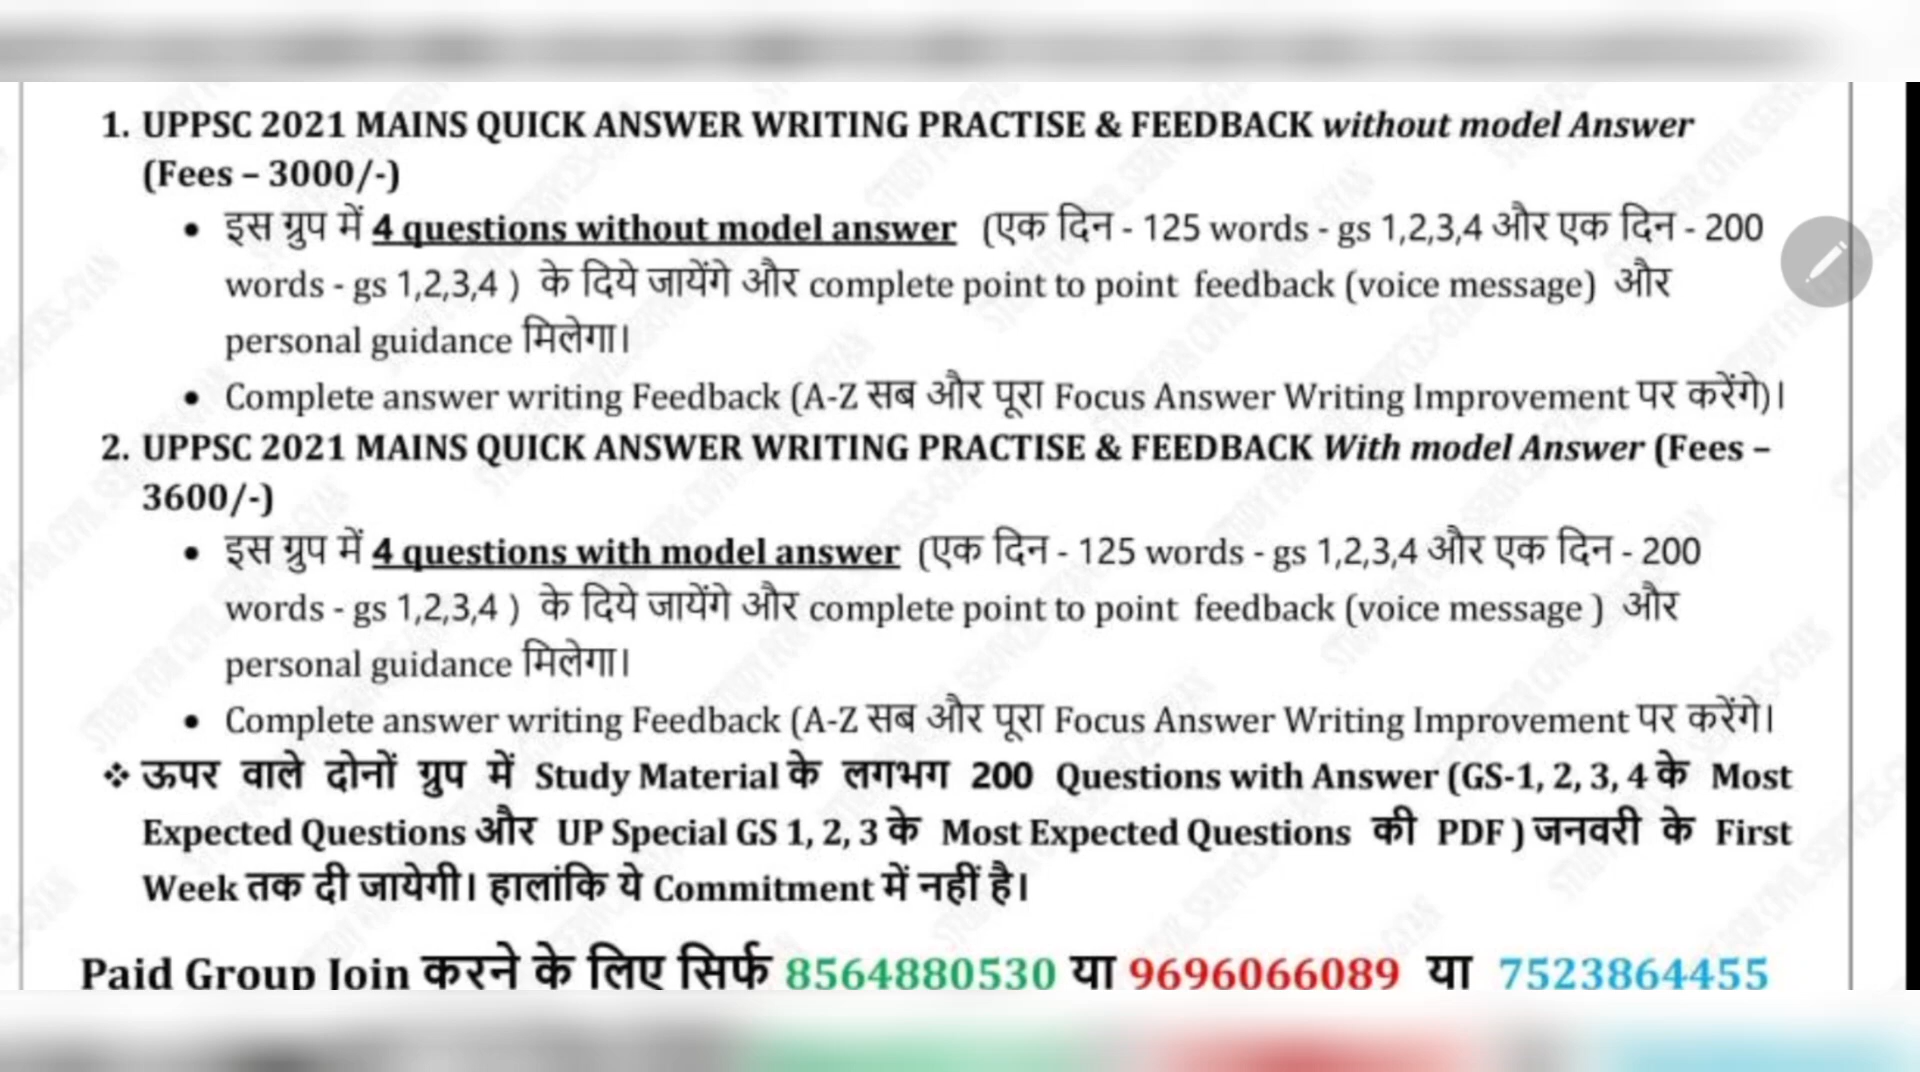 1. UPPSC 2021 MAINS QUICK ANSWER WRITING PRACTISE & FEEDBACK without model Answer
(Fees – 3000/-)
• इस ग्रुप में 4 questions without model answer (एक दिन - 125 words - gs 1,2,3,4 और एक दिन - 200
words - gs 1,2,3,4 ) के दिये जायेंगे और complete point to point feedback (voice message) और
personal guidance मिलेगा।
• Complete answer writing Feedback (A-Z सब और पूरा Focus Answer Writing Improvement पर करेंगे)।
2. UPPSC 2021 MAINS QUICK ANSWER WRITING PRACTISE & FEEDBACK With model Answer (Fees –
3600/-)
• इस ग्रुप में 4 questions with model answer (एक दिन - 125 words - gs 1,2,3,4 और एक दिन - 200
words - gs 1,2,3,4 ) के दिये जायेंगे और complete point to point feedback (voice message ) और
personal guidance मिलेगा।
• Complete answer writing Feedback (A-Z सब और पूरा Focus Answer Writing Improvement पर करेंगे।
❖ ऊपर वाले दोनों ग्रुप में Study Material के लगभग 200 Questions with Answer (GS-1, 2, 3, 4 के Most
Expected Questions और UP Special GS 1, 2, 3 के Most Expected Questions की PDF ) जनवरी के First
Week तक दी जायेगी। हालांकि ये Commitment में नहीं है।
Paid Group Join करने के लिए सिर्फ 8564880530 या 9696066089 या 7523864455